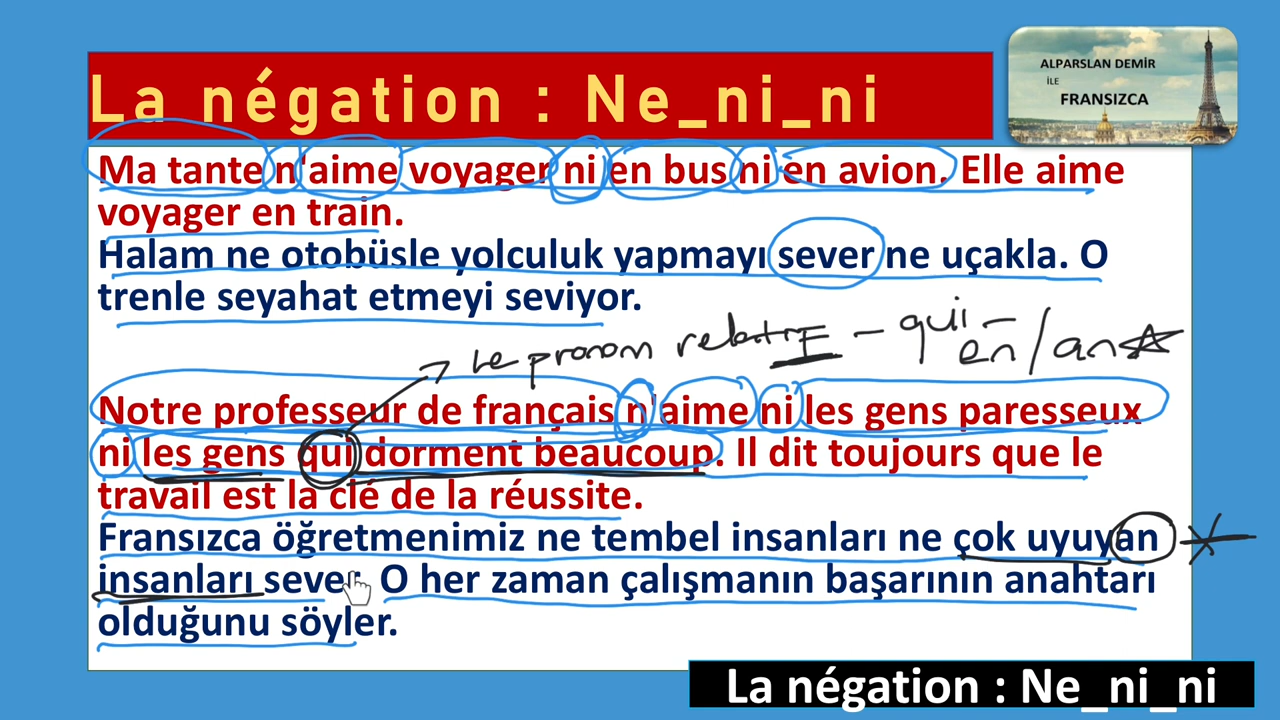 La négation : Ne_ni_ni
ALPARSLAN DEMİR
İLE
FRANSIZCA
Ma tante n'aime voyager ni en bus ni en avion. Elle aime
voyager en train.
Halam ne otobüsle yolculuk yapmayı sever ne uçakla. O
trenle seyahat etmeyi seviyor.
Le pronom relatif – qui –
en/an
Notre professeur de français n'aime ni les gens paresseux
ni les gens qui dorment beaucoup. Il dit toujours que le
travail est la clé de la réussite.
Fransızca öğretmenimiz ne tembel insanları ne çok uyuyan
insanları sever. O her zaman çalışmanın başarının anahtarı
olduğunu söyler.
La négation : Ne_ni_ni